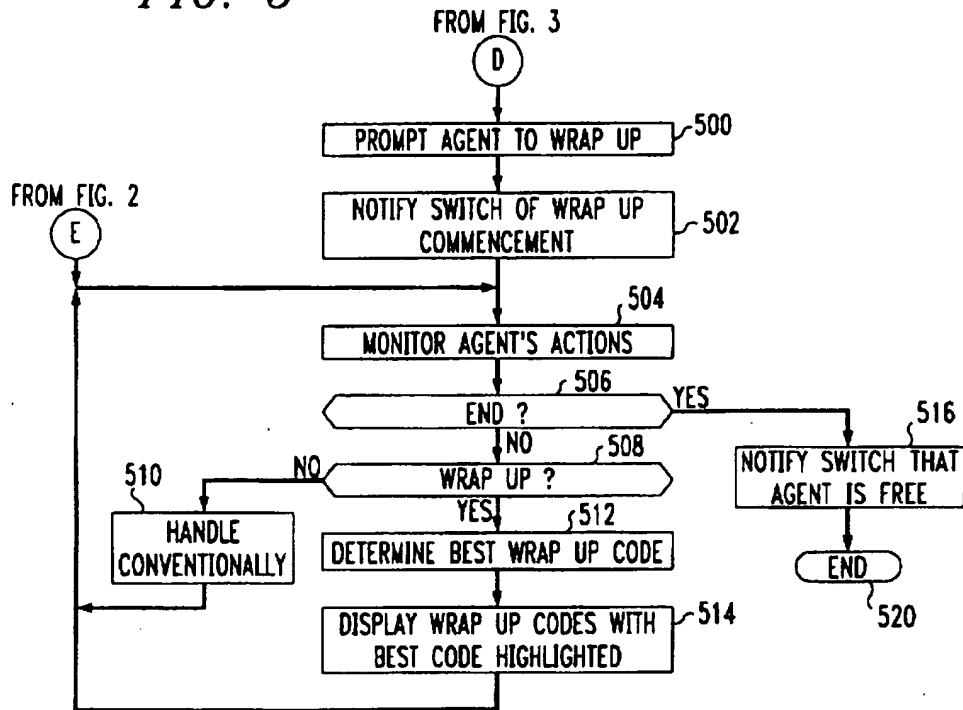 FROM FIG. 3
D
PROMPT AGENT TO WRAP UP
500
FROM FIG. 2
E
NOTIFY SWITCH OF WRAP UP
COMMENCEMENT
502
504
MONITOR AGENT'S ACTIONS
506
END ?
YES
NO
508
516
NO
WRAP UP ?
NOTIFY SWITCH THAT
AGENT IS FREE
510
YES
512
HANDLE
CONVENTIONALLY
DETERMINE BEST WRAP UP CODE
END
520
DISPLAY WRAP UP CODES WITH
BEST CODE HIGHLIGHTED
514